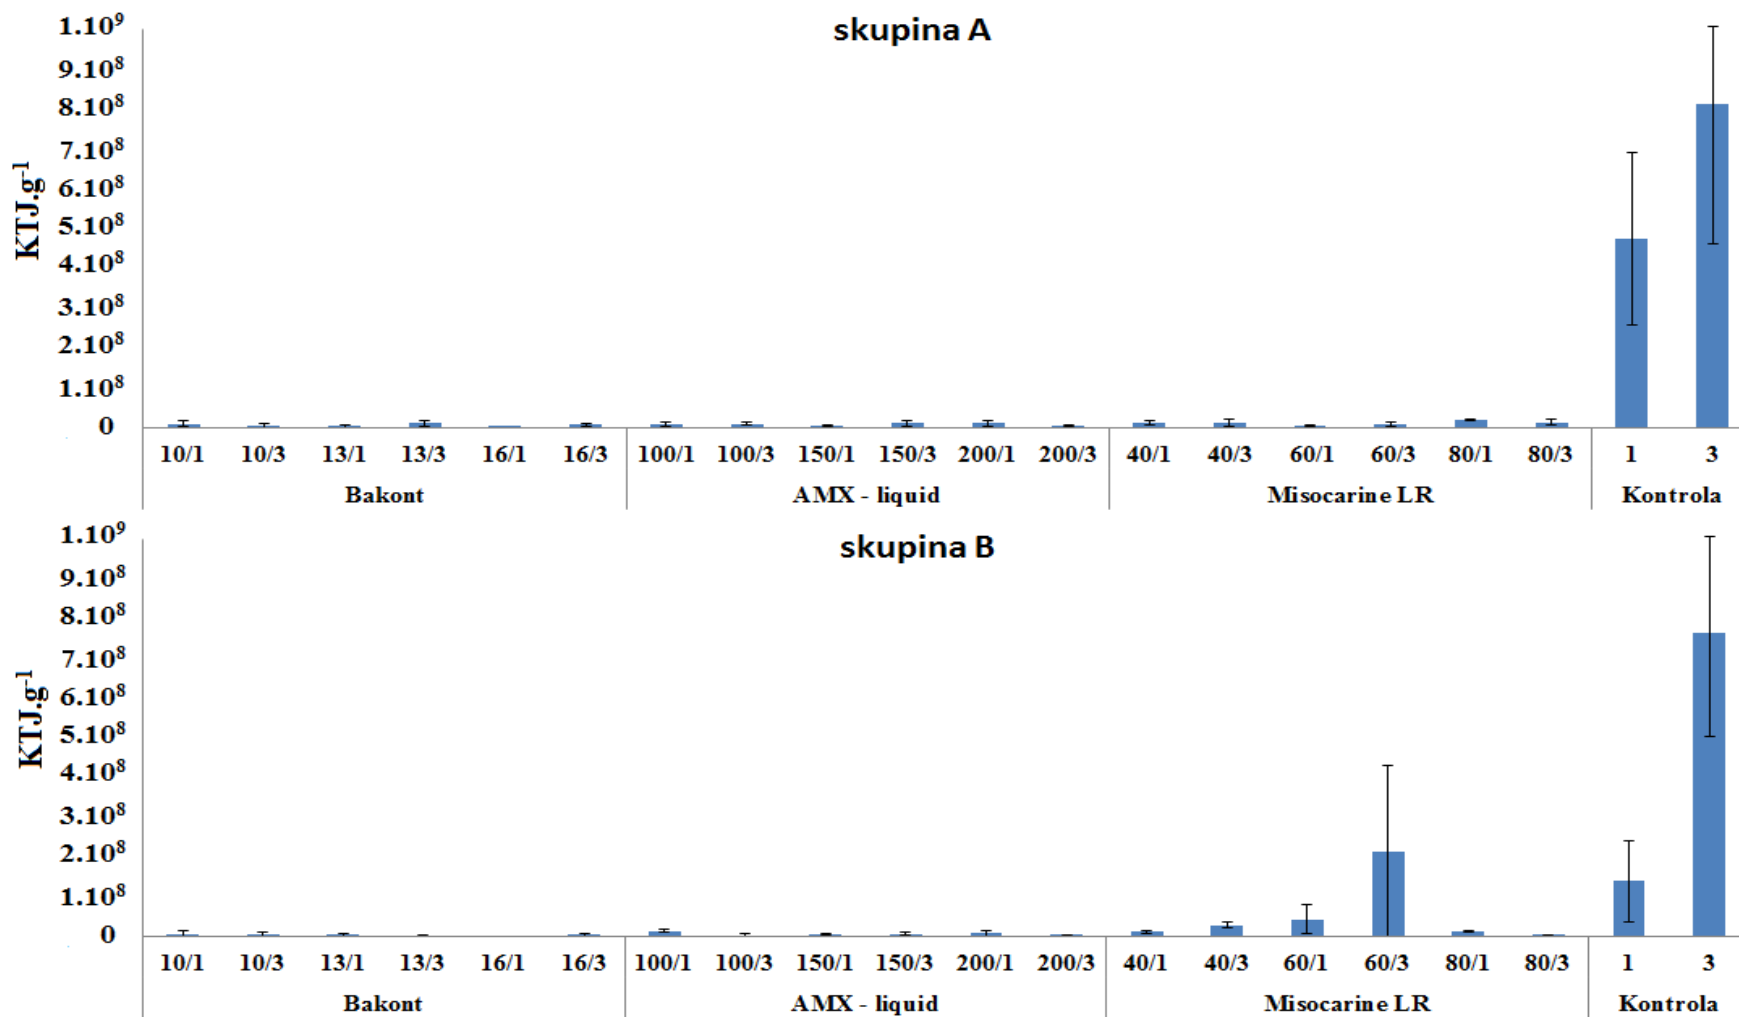 skupina A
KTJ.g⁻¹
1.10⁹
9.10⁸
8.10⁸
7.10⁸
6.10⁸
5.10⁸
4.10⁸
3.10⁸
2.10⁸
1.10⁸
0
10/1 10/3 13/1 13/3 16/1 16/3 100/1 100/3 150/1 150/3 200/1 200/3 40/1 40/3 60/1 60/3 80/1 80/3 1 3
Bakont AMX - liquid Misocarine LR Kontrola
skupina B
KTJ.g⁻¹
1.10⁹
9.10⁸
8.10⁸
7.10⁸
6.10⁸
5.10⁸
4.10⁸
3.10⁸
2.10⁸
1.10⁸
0
10/1 10/3 13/1 13/3 16/1 16/3 100/1 100/3 150/1 150/3 200/1 200/3 40/1 40/3 60/1 60/3 80/1 80/3 1 3
Bakont AMX - liquid Misocarine LR Kontrola